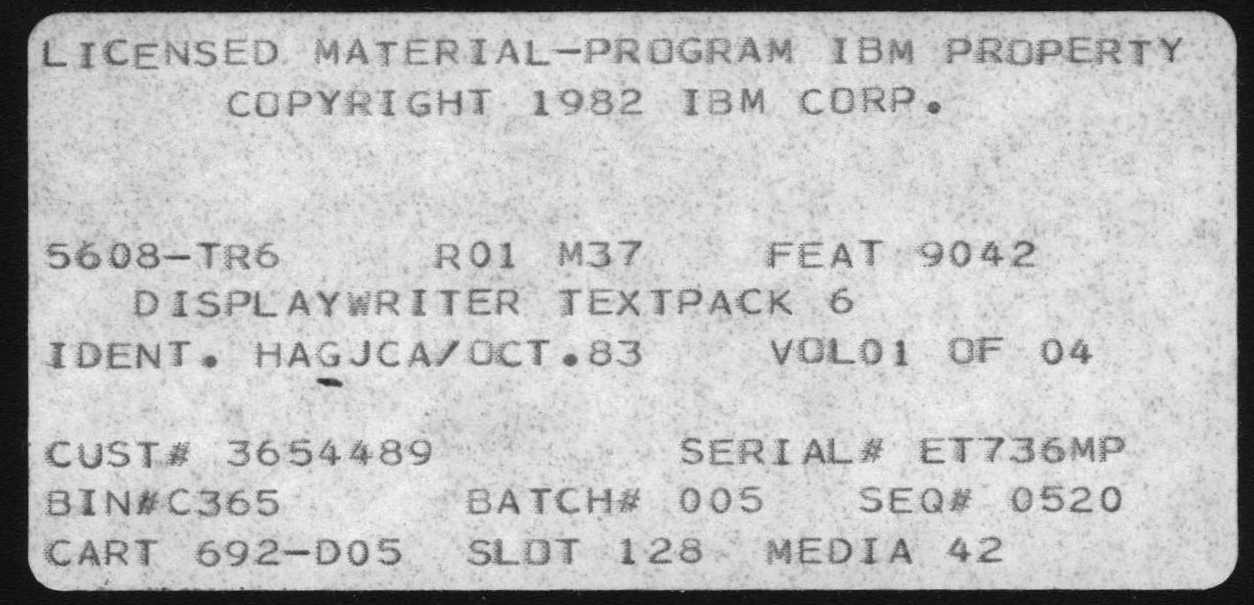 LICENSED MATERIAL-PROGRAM IBM PROPERTY
COPYRIGHT 1982 IBM CORP.
5608-TR6 R01 M37 FEAT 9042
DISPLAYWRITER TEXTPACK 6
IDENT. HAGJCA/OCT.83 VOL01 OF 04
CUST# 3654489 SERIAL# ET736MP
BIN#C365 BATCH# 005 SEQ# 0520
CART 692-D05 SLOT 128 MEDIA 42